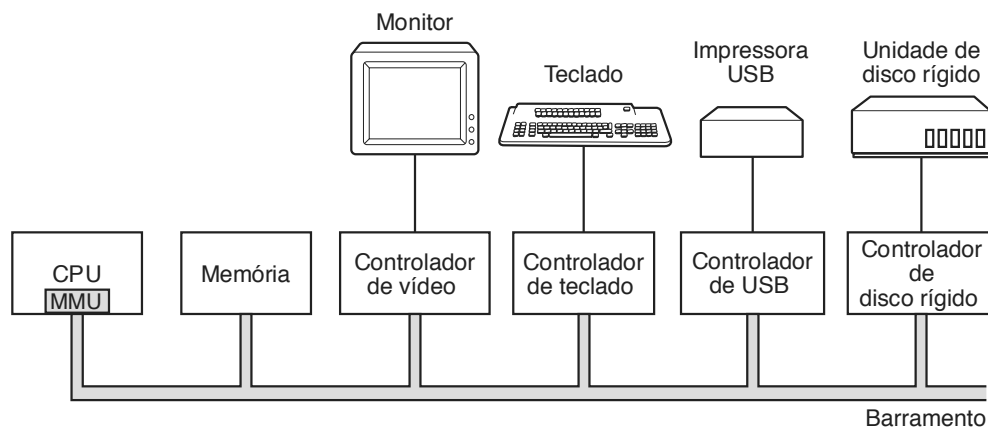 Monitor
Teclado
Impressora
USB
Unidade de
disco rígido
CPU
MMU
Memória
Controlador
de vídeo
Controlador
de teclado
Controlador
de USB
Controlador
de
disco rígido
Barramento